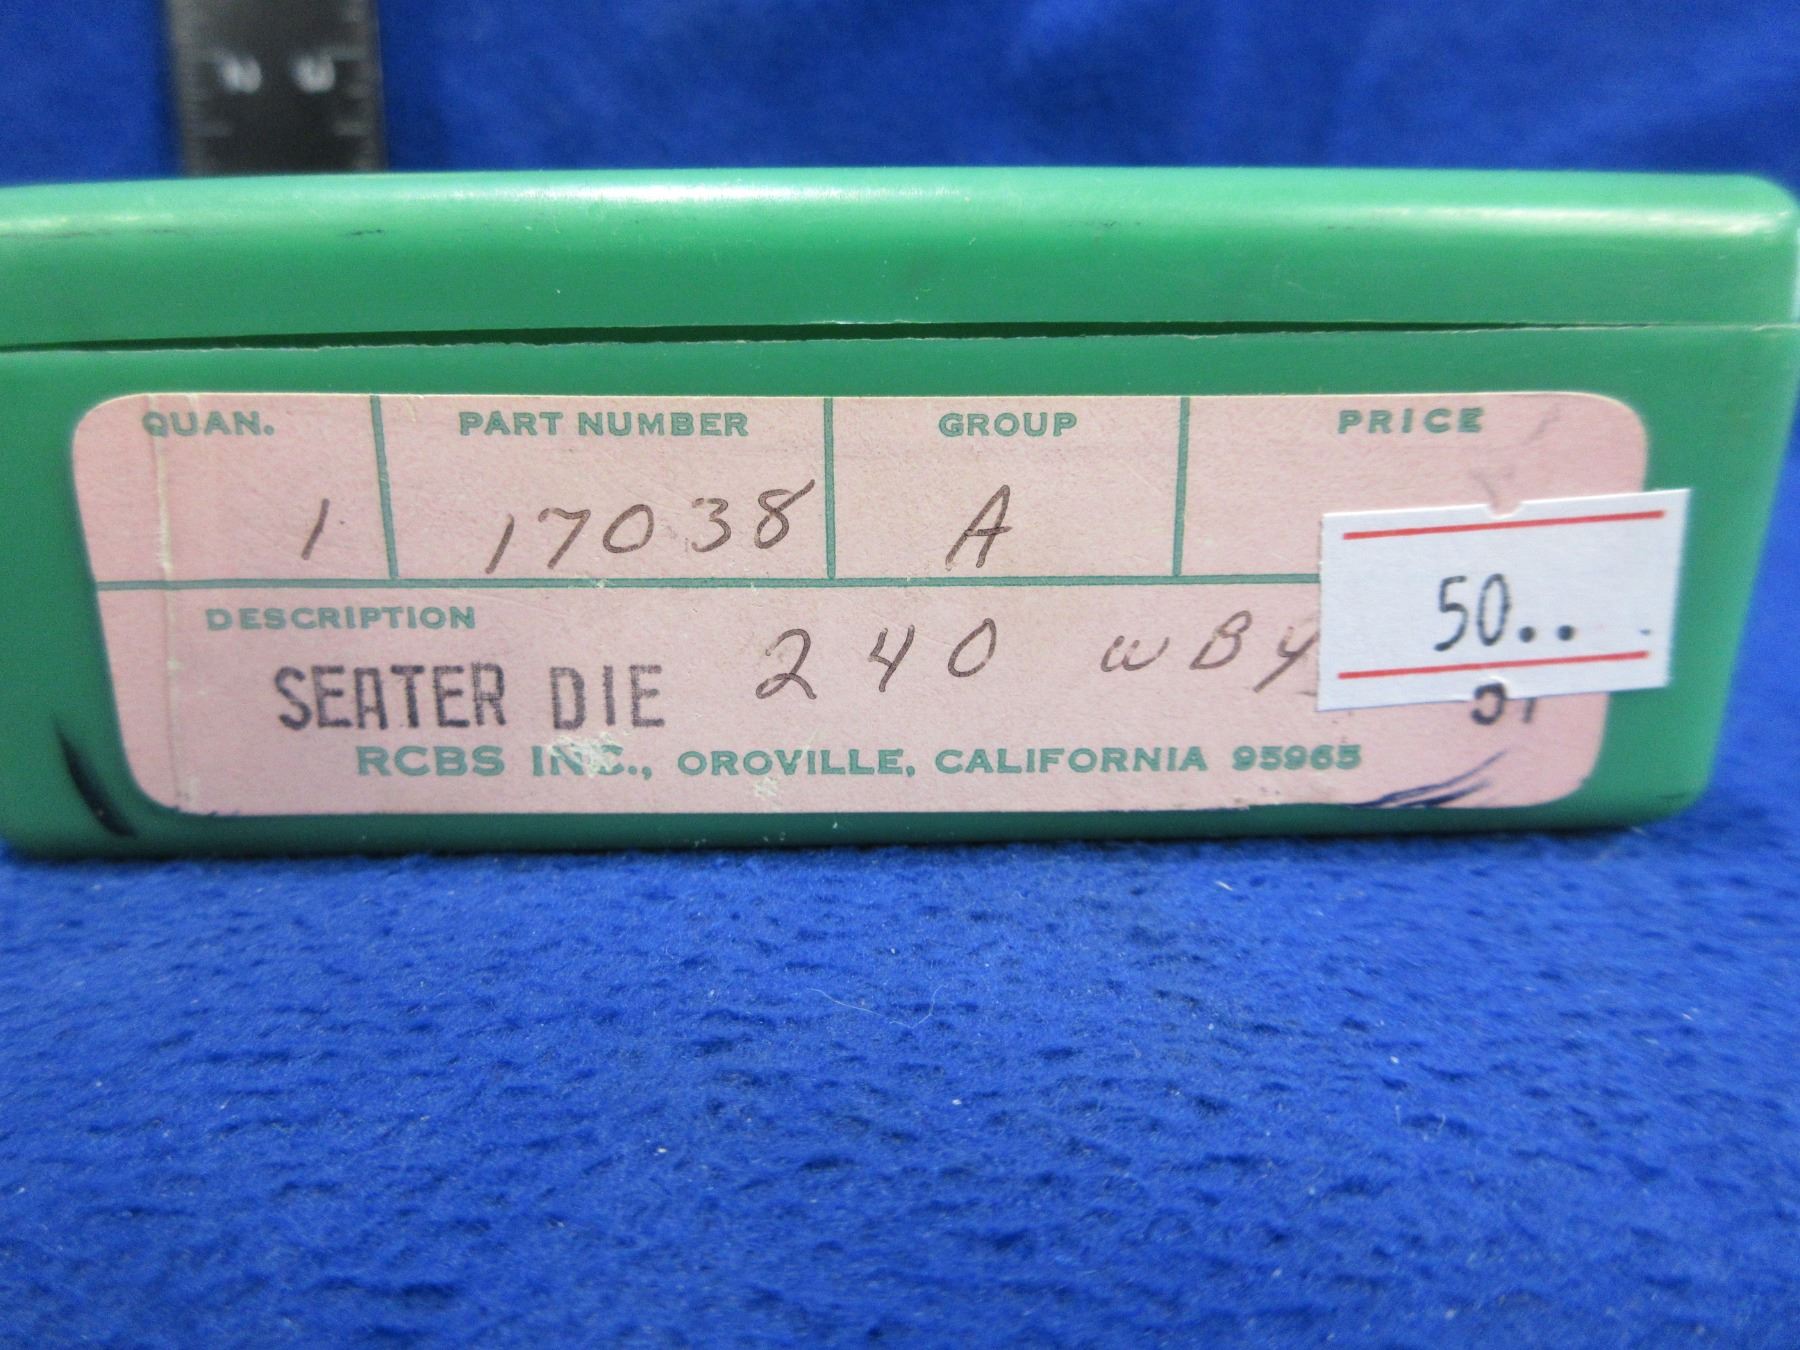 QUAN. PART NUMBER GROUP PRICE
1 17038 A
50..
DESCRIPTION
SEATER DIE 240 WBY
RCBS INC., OROVILLE, CALIFORNIA 95965